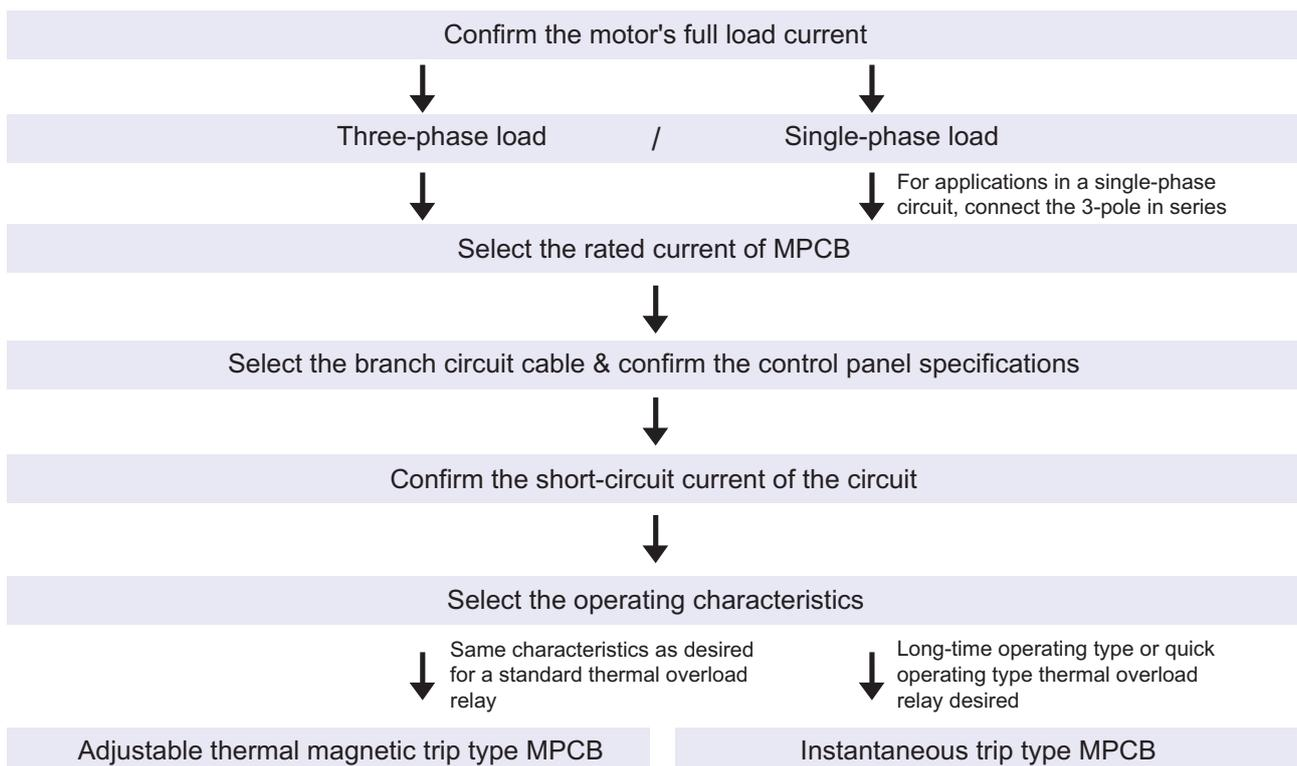 Confirm the motor's full load current
Three-phase load / Single-phase load
For applications in a single-phase
circuit, connect the 3-pole in series
Select the rated current of MPCB
Select the branch circuit cable & confirm the control panel specifications
Confirm the short-circuit current of the circuit
Select the operating characteristics
Same characteristics as desired
for a standard thermal overload
relay
Long-time operating type or quick
operating type thermal overload
relay desired
Adjustable thermal magnetic trip type MPCB
Instantaneous trip type MPCB